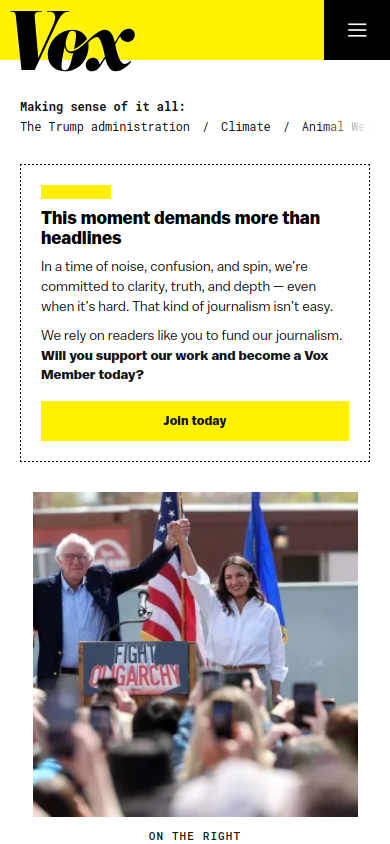 Vox
Making sense of it all:
The Trump administration / Climate / Animal We
This moment demands more than
headlines
In a time of noise, confusion, and spin, we're
committed to clarity, truth, and depth — even
when it's hard. That kind of journalism isn't easy.
We rely on readers like you to fund our journalism.
Will you support our work and become a Vox
Member today?
Join today
FIGHT
OLIGARCHY
ON THE RIGHT